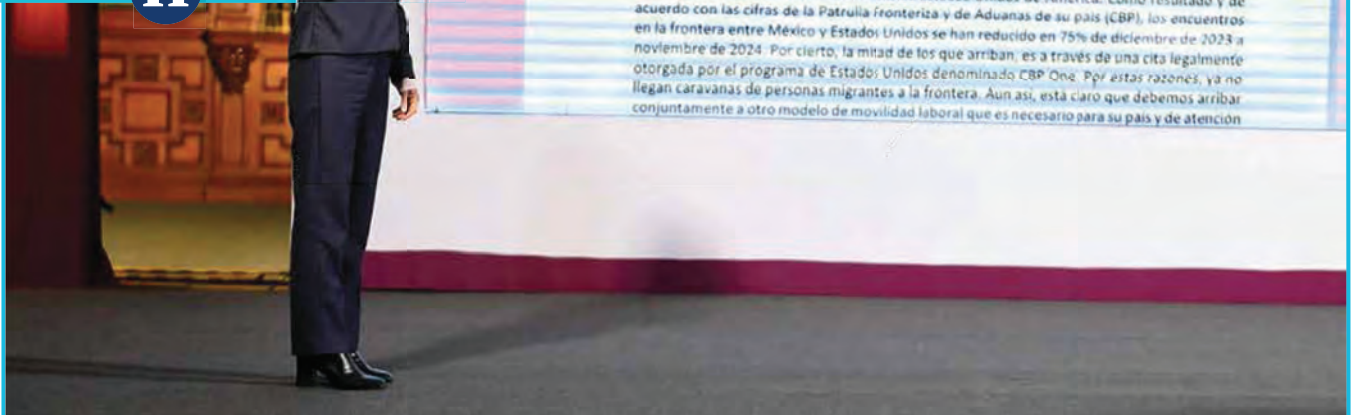 acuerdo con las cifras de la Patrulla fronteriza y de Aduanas de su país (CBP), los encuentros
en la frontera entre México y Estados Unidos se han reducido en 75% de diciembre de 2023 a
noviembre de 2024. Por cierto, la mitad de los que arriban, es a través de una cita legalmente
otorgada por el programa de Estados Unidos denominado CBP One. Por estas razones, ya no
llegan caravanas de personas migrantes a la frontera. Aun así, está claro que debemos arribar
conjuntamente a otro modelo de movilidad laboral que es necesario para su país y de atención